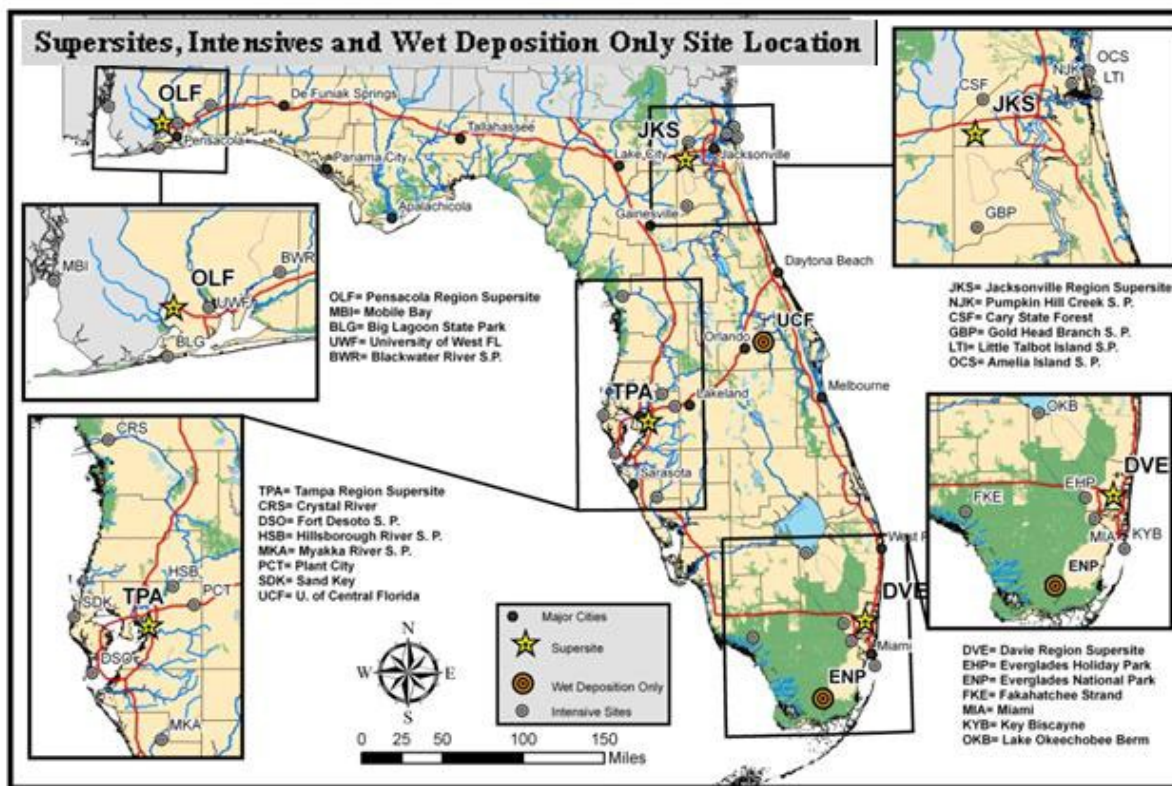 Supersites, Intensives and Wet Deposition Only Site Location
OLF
De Funiak Springs
Pensacola
Tallahassee
Panama City
Apalachicola
JKS
Lake City
Jacksonville
Gainesville
Daytona Beach
UCF
Orlando
TPA
Lakeland
Melbourne
Sarasota
West P
DVE
Miami
ENP
MBI
OLF
BWR
UWF
BLG
OLF= Pensacola Region Supersite
MBI= Mobile Bay
BLG= Big Lagoon State Park
UWF= University of West FL
BWR= Blackwater River S.P.
OCS
NJK
LTI
CSF
JKS
GBP
JKS= Jacksonville Region Supersite
NJK= Pumpkin Hill Creek S. P.
CSF= Cary State Forest
GBP= Gold Head Branch S. P.
LTI= Little Talbot Island S.P.
OCS= Amelia Island S. P.
CRS
HSB
TPA
PCT
SDK
DSO
MKA
TPA= Tampa Region Supersite
CRS= Crystal River
DSO= Fort Desoto S. P.
HSB= Hillsborough River S. P.
MKA= Myakka River S. P.
PCT= Plant City
SDK= Sand Key
UCF= U. of Central Florida
OKB
DVE
EHP
FKE
MIA
KYB
ENP
DVE= Davie Region Supersite
EHP= Everglades Holiday Park
ENP= Everglades National Park
FKE= Fakahatchee Strand
MIA= Miami
KYB= Key Biscayne
OKB= Lake Okeechobee Berm
Major Cities
Supersite
Wet Deposition Only
Intensive Sites
N
W E
S
0 25 50 100 150
Miles